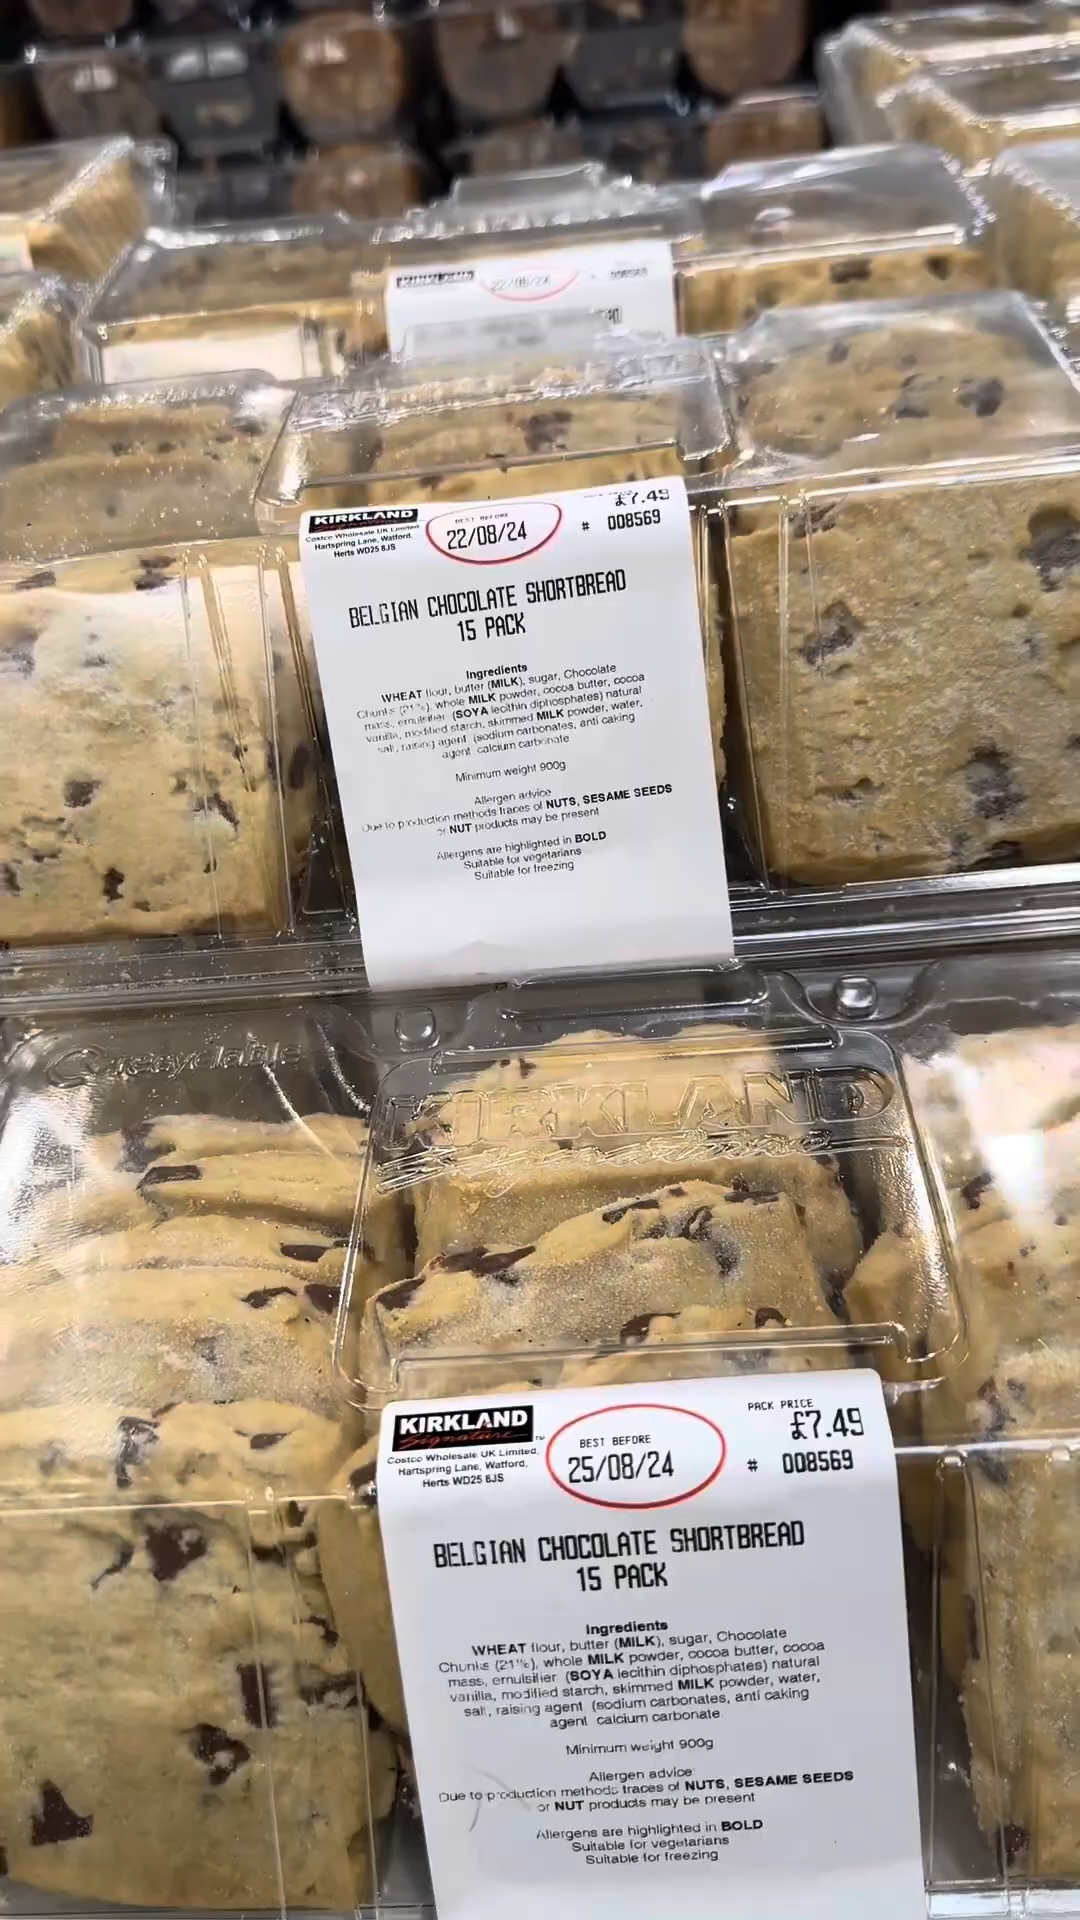 KIRKLAND
22/08/24
008569
£7.49
KIRKLAND
Signature
BEST BEFORE
Costco Wholesale UK Limited
Hartspring Lane, Watford,
Herts WD25 8JS
22/08/24
# 008569
BELGIAN CHOCOLATE SHORTBREAD
15 PACK
Ingredients
WHEAT flour, butter (MILK), sugar, Chocolate
Chunks (21%), whole MILK powder, cocoa butter, cocoa
mass, emulsifier (SOYA lecithin diphosphates) natural
vanilla, modified starch, skimmed MILK powder, water,
salt, raising agent (sodium carbonates, anti caking
agent calcium carbonate
Minimum weight 900g
Allergen advice
Due to production methods traces of NUTS, SESAME SEEDS
or NUT products may be present
Allergens are highlighted in BOLD
Suitable for vegetarians
Suitable for freezing
recyclable
KIRKLAND
Signature
KIRKLAND
Signature™
Costco Wholesale UK Limited,
Hartspring Lane, Watford,
Herts WD25 8JS
BEST BEFORE
25/08/24
PACK PRICE
£7.49
# 008569
BELGIAN CHOCOLATE SHORTBREAD
15 PACK
Ingredients
WHEAT flour, butter (MILK), sugar, Chocolate
Chunks (21%), whole MILK powder, cocoa butter, cocoa
mass, emulsifier (SOYA lecithin diphosphates) natural
vanilla, modified starch, skimmed MILK powder, water,
salt, raising agent (sodium carbonates, anti caking
agent calcium carbonate
Minimum weight 900g
Allergen advice
Due to production methods traces of NUTS, SESAME SEEDS
or NUT products may be present
Allergens are highlighted in BOLD
Suitable for vegetarians
Suitable for freezing